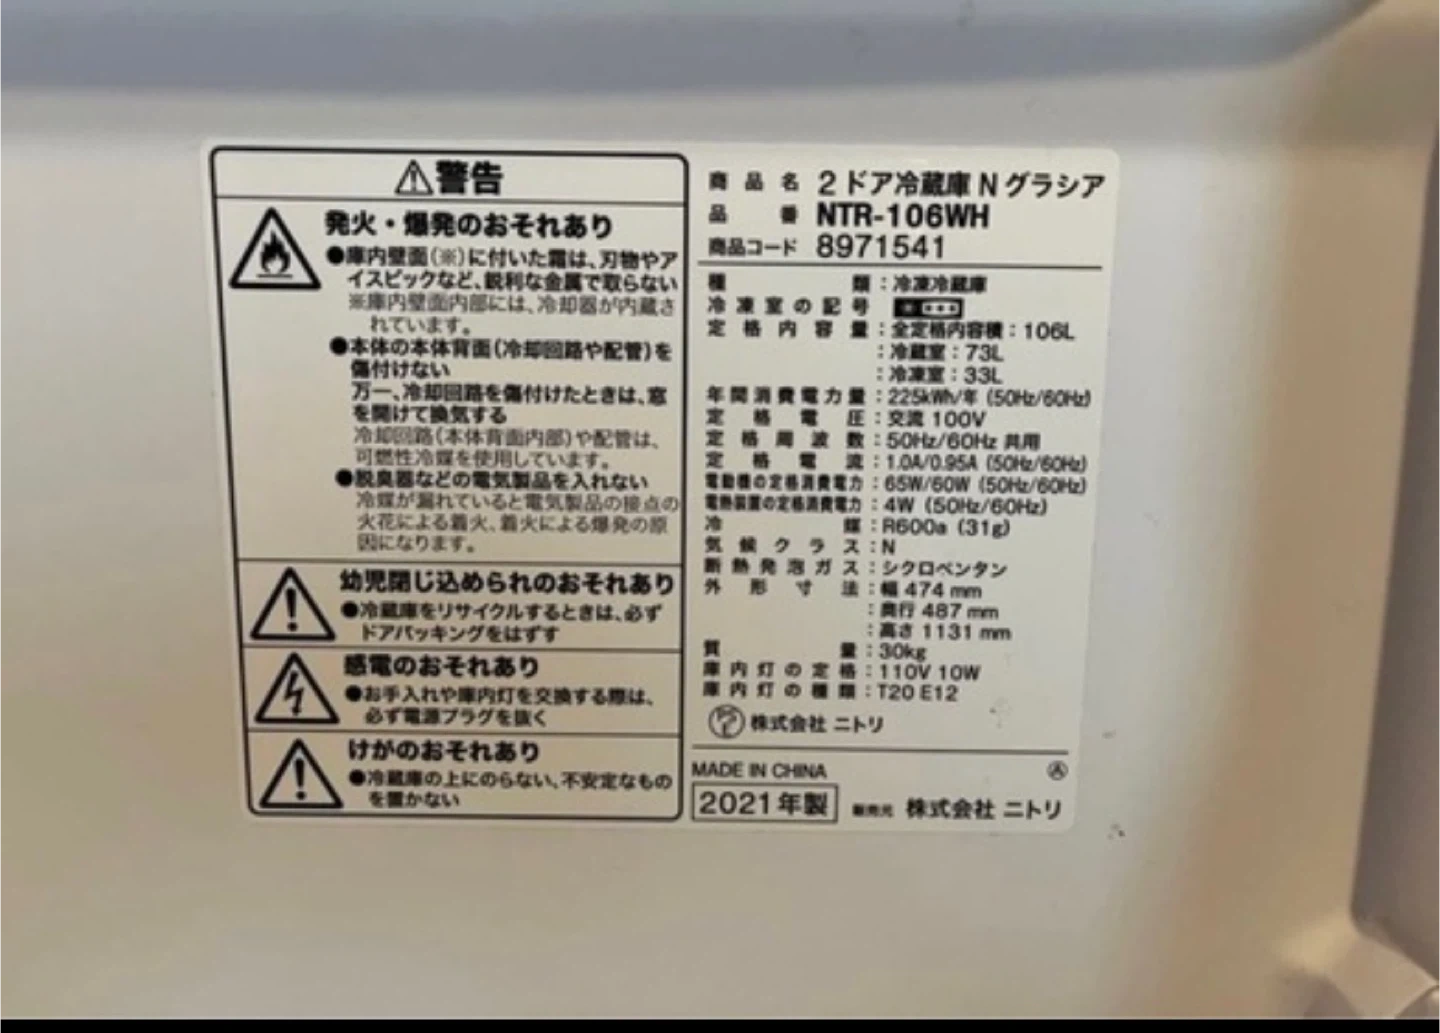 ⚠警告
発火・爆発のおそれあり
●庫内壁面(※)に付いた霜は、刃物やア
イスピックなど、鋭利な金属で取らない
※庫内壁面内部には、冷却器が内蔵さ
れています。
●本体の本体背面(冷却回路や配管)を
傷付けない
万一、冷却回路を傷付けたときは、窓
を開けて換気する
冷却回路(本体背面内部)や配管は、
可燃性冷媒を使用しています。
●脱臭器などの電気製品を入れない
冷媒が漏れていると電気製品の接点の
火花による着火、着火による爆発の原
因になります。
幼児閉じ込められのおそれあり
●冷蔵庫をリサイクルするときは、必ず
ドアパッキングをはずす
感電のおそれあり
●お手入れや庫内灯を交換する際は、
必ず電源プラグを抜く
けがのおそれあり
●冷蔵庫の上にのらない、不安定なもの
を置かない
商品名 2ドア冷蔵庫 N グラシア
品番 NTR-106WH
商品コード 8971541
種類:冷凍冷蔵庫
冷凍室の記号
定格内容量:全定格内容積:106L
:冷蔵室:73L
:冷凍室:33L
年間消費電力量:225kWh/年 (50Hz/60Hz)
定格電圧:交流 100V
定格周波数:50Hz/60Hz 共用
定格電流:1.0A/0.95A (50Hz/60Hz)
電動機の定格消費電力:65W/60W (50Hz/60Hz)
電熱装置の定格消費電力:4W (50Hz/60Hz)
冷媒:R600a (31g)
気候クラス:N
断熱発泡ガス:シクロペンタン
外形寸法:幅 474 mm
:奥行 487 mm
:高さ 1131 mm
質量:30kg
庫内灯の定格:110V 10W
庫内灯の種類:T20 E12
株式会社 ニトリ
MADE IN CHINA Ⓐ
2021年製 販売元 株式会社 ニトリ